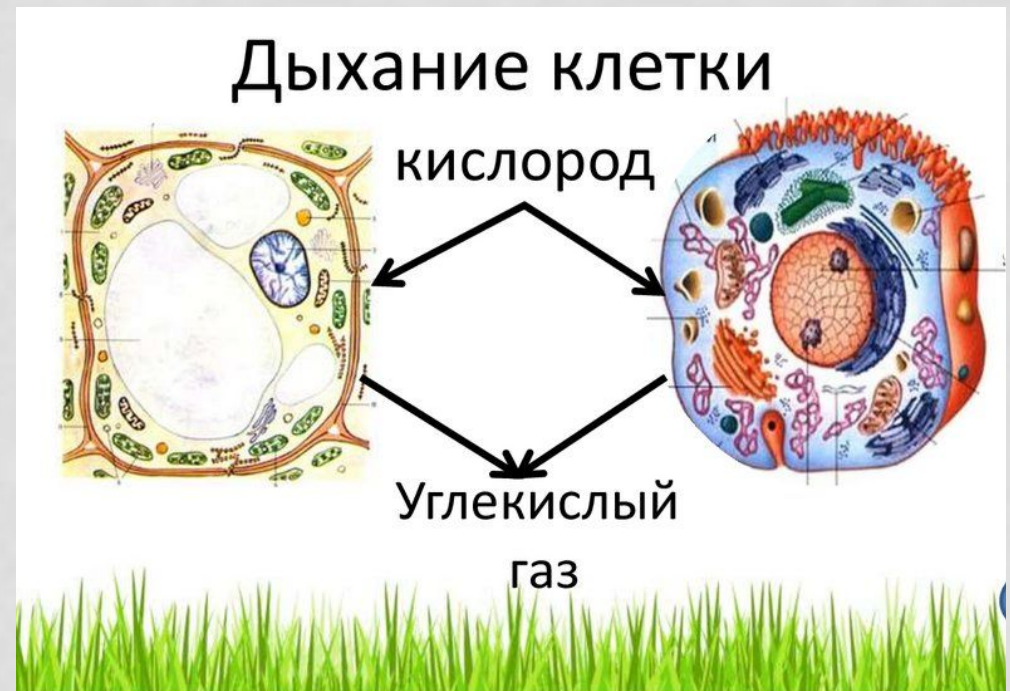 Дыхание клетки
кислород
Углекислый
газ